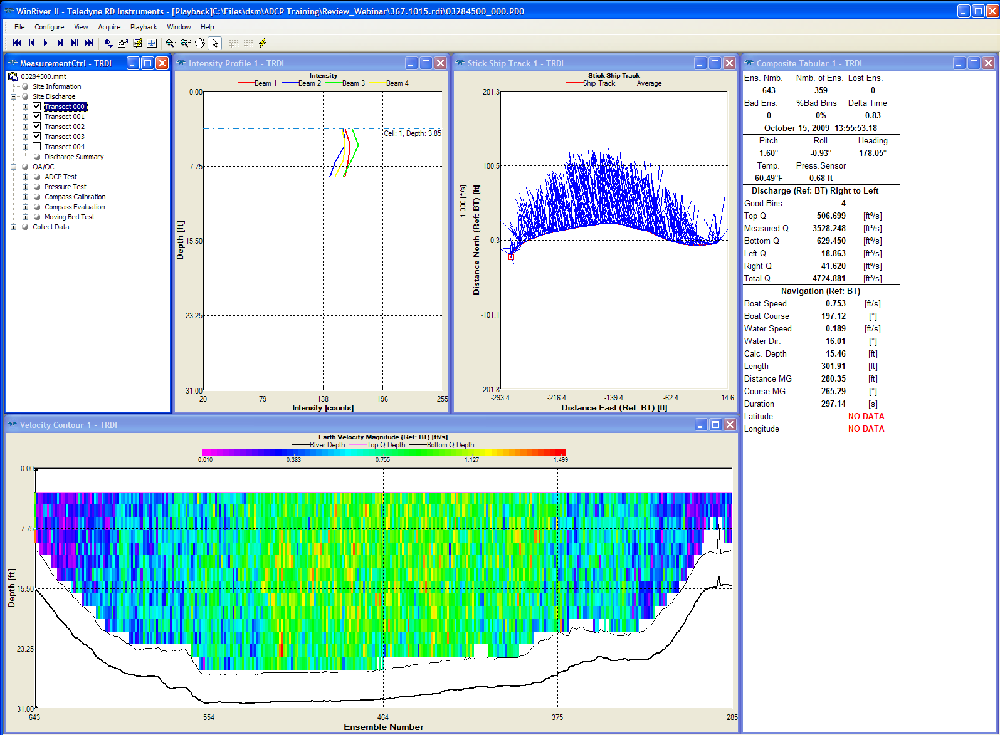 WinRiver II - Teledyne RD Instruments - [Playback]C:\Files\dsm\ADCP Training\Review_Webinar\367.1015.rdi\03284500_000.PD0
File Configure View Acquire Playback Window Help
MeasurementCtrl - TRDI
03284500.mmt
Site Information
Site Discharge
Transect 000
Transect 001
Transect 002
Transect 003
Transect 004
Discharge Summary
QA/QC
ADCP Test
Pressure Test
Compass Calibration
Compass Evaluation
Moving Bed Test
Collect Data
Intensity Profile 1 - TRDI
Intensity
Beam 1 Beam 2 Beam 3 Beam 4
0.00
Cell: 1, Depth: 3.85
7.75
15.50
23.25
31.00
Depth [ft]
20 79 138 196 255
Intensity [counts]
Stick Ship Track 1 - TRDI
Stick Ship Track
Ship Track Average
201.3
100.5
-0.3
-101.1
-201.8
1.000 [ft/s]
Distance North (Ref: BT) [ft]
-293.4 -216.4 -139.4 -62.4 14.6
Distance East (Ref: BT) [ft]
Composite Tabular 1 - TRDI
Ens. Nmb. Nmb. of Ens. Lost Ens.
643 359 0
Bad Ens. %Bad Bins Delta Time
0 0% 0.83
October 15, 2009 13:55:53.18
Pitch Roll Heading
1.60° -0.93° 178.05°
Temp. Press.Sensor
60.49°F 0.68 ft
Discharge (Ref: BT) Right to Left
Good Bins 4
Top Q 506.699 [ft³/s]
Measured Q 3528.248 [ft³/s]
Bottom Q 629.450 [ft³/s]
Left Q 18.863 [ft³/s]
Right Q 41.620 [ft³/s]
Total Q 4724.881 [ft³/s]
Navigation (Ref: BT)
Boat Speed 0.753 [ft/s]
Boat Course 197.12 [°]
Water Speed 0.189 [ft/s]
Water Dir. 16.01 [°]
Calc. Depth 15.46 [ft]
Length 301.91 [ft]
Distance MG 280.35 [ft]
Course MG 265.29 [°]
Duration 297.14 [s]
Latitude NO DATA
Longitude NO DATA
Velocity Contour 1 - TRDI
Earth Velocity Magnitude (Ref: BT) [ft/s]
River Depth Top Q Depth Bottom Q Depth
0.010 0.383 0.755 1.127 1.499
0.00
7.75
15.50
23.25
31.00
Depth [ft]
643 554 464 375 285
Ensemble Number